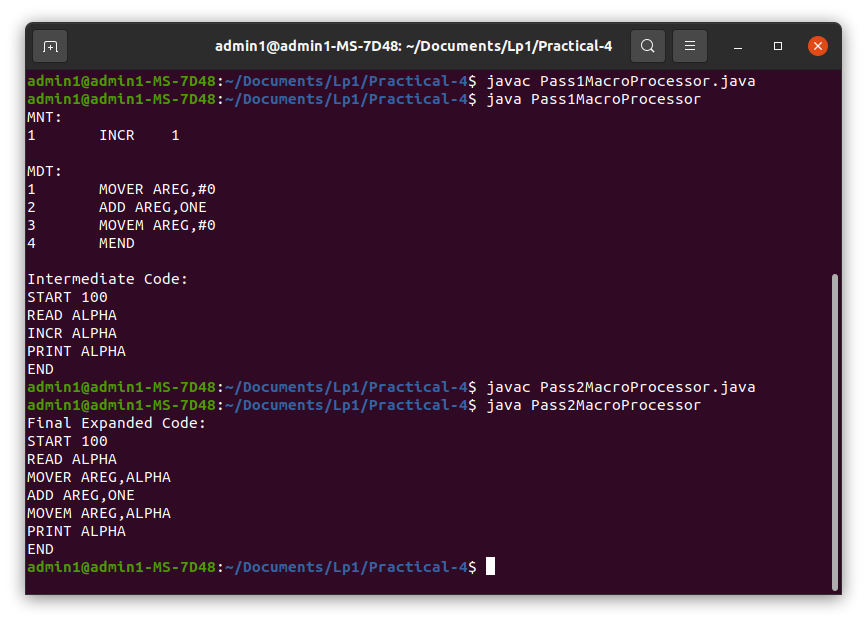 admin1@admin1-MS-7D48: ~/Documents/Lp1/Practical-4
admin1@admin1-MS-7D48:~/Documents/Lp1/Practical-4$ javac Pass1MacroProcessor.java
admin1@admin1-MS-7D48:~/Documents/Lp1/Practical-4$ java Pass1MacroProcessor
MNT:
1       INCR    1
MDT:
1       MOVER AREG,#0
2       ADD AREG,ONE
3       MOVEM AREG,#0
4       MEND
Intermediate Code:
START 100
READ ALPHA
INCR ALPHA
PRINT ALPHA
END
admin1@admin1-MS-7D48:~/Documents/Lp1/Practical-4$ javac Pass2MacroProcessor.java
admin1@admin1-MS-7D48:~/Documents/Lp1/Practical-4$ java Pass2MacroProcessor
Final Expanded Code:
START 100
READ ALPHA
MOVER AREG,ALPHA
ADD AREG,ONE
MOVEM AREG,ALPHA
PRINT ALPHA
END
admin1@admin1-MS-7D48:~/Documents/Lp1/Practical-4$